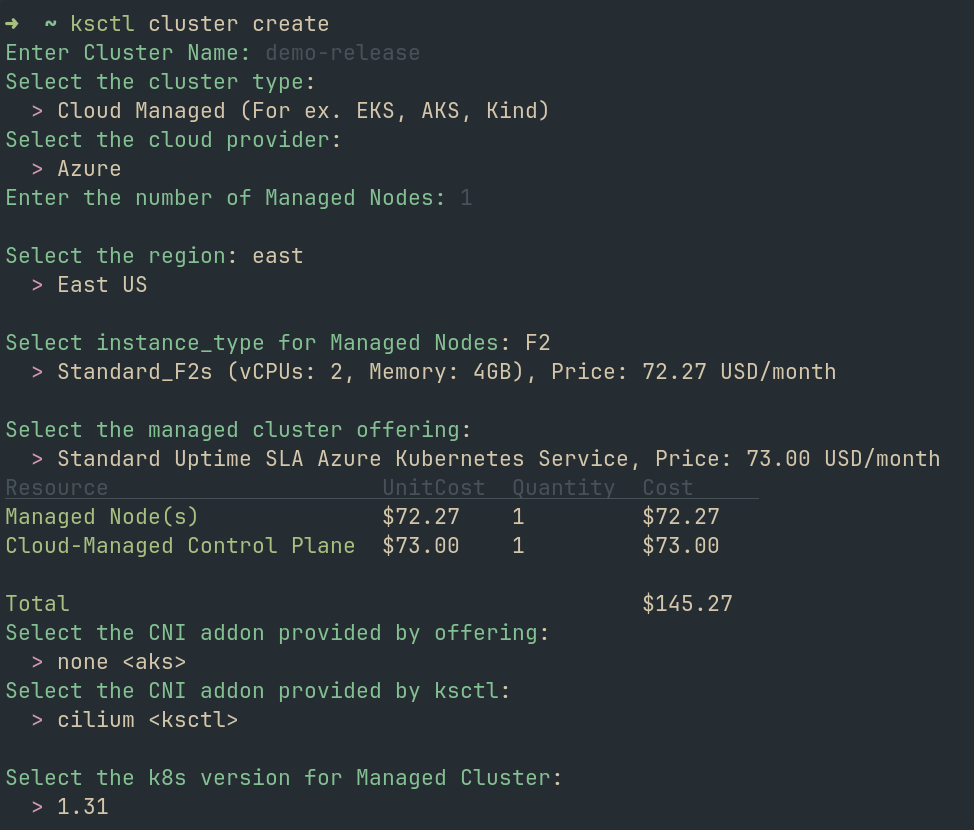 ➜  ~ ksctl cluster create
Enter Cluster Name: demo-release
Select the cluster type:
  > Cloud Managed (For ex. EKS, AKS, Kind)
Select the cloud provider:
  > Azure
Enter the number of Managed Nodes: 1
Select the region: east
  > East US
Select instance_type for Managed Nodes: F2
  > Standard_F2s (vCPUs: 2, Memory: 4GB), Price: 72.27 USD/month
Select the managed cluster offering:
  > Standard Uptime SLA Azure Kubernetes Service, Price: 73.00 USD/month
Resource                     UnitCost  Quantity  Cost
Managed Node(s)              $72.27    1         $72.27
Cloud-Managed Control Plane  $73.00    1         $73.00
Total                                            $145.27
Select the CNI addon provided by offering:
  > none <aks>
Select the CNI addon provided by ksctl:
  > cilium <ksctl>
Select the k8s version for Managed Cluster:
  > 1.31